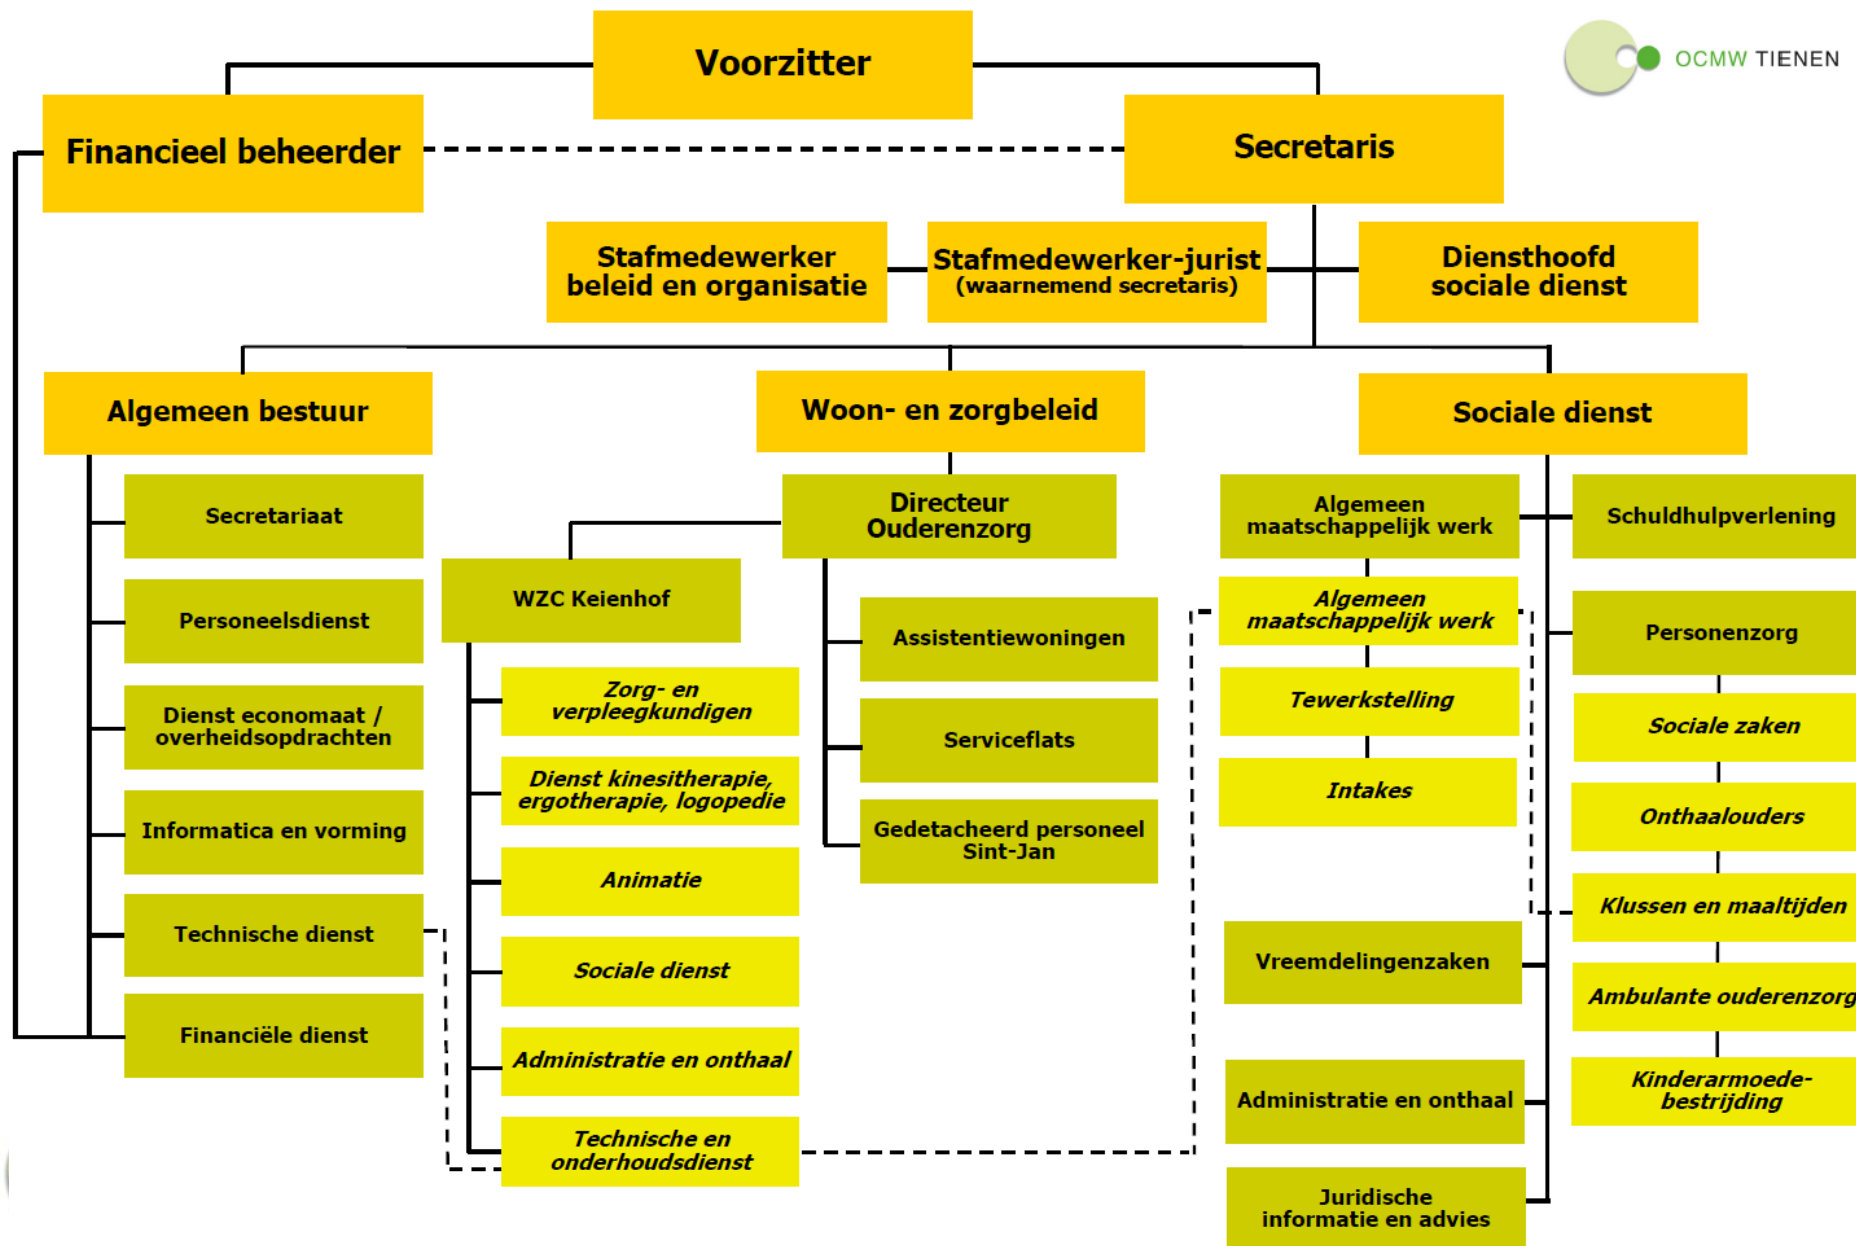 Voorzitter
OCMW TIENEN
Financieel beheerder
Secretaris
Stafmedewerker
beleid en organisatie
Stafmedewerker-jurist
(waarnemend secretaris)
Diensthoofd
sociale dienst
Algemeen bestuur
Woon- en zorgbeleid
Sociale dienst
Secretariaat
Personeelsdienst
Dienst economaat /
overheidsopdrachten
Informatica en vorming
Technische dienst
Financiële dienst
Directeur
Ouderenzorg
WZC Keienhof
Zorg- en
verpleegkundigen
Dienst kinesitherapie,
ergotherapie, logopedie
Animatie
Sociale dienst
Administratie en onthaal
Technische en
onderhoudsdienst
Assistentiewoningen
Serviceflats
Gedetacheerd personeel
Sint-Jan
Algemeen
maatschappelijk werk
Algemeen
maatschappelijk werk
Tewerkstelling
Intakes
Vreemdelingenzaken
Administratie en onthaal
Juridische
informatie en advies
Schuldhulpverlening
Personenzorg
Sociale zaken
Onthaalouders
Klussen en maaltijden
Ambulante ouderenzorg
Kinderarmoede-
bestrijding